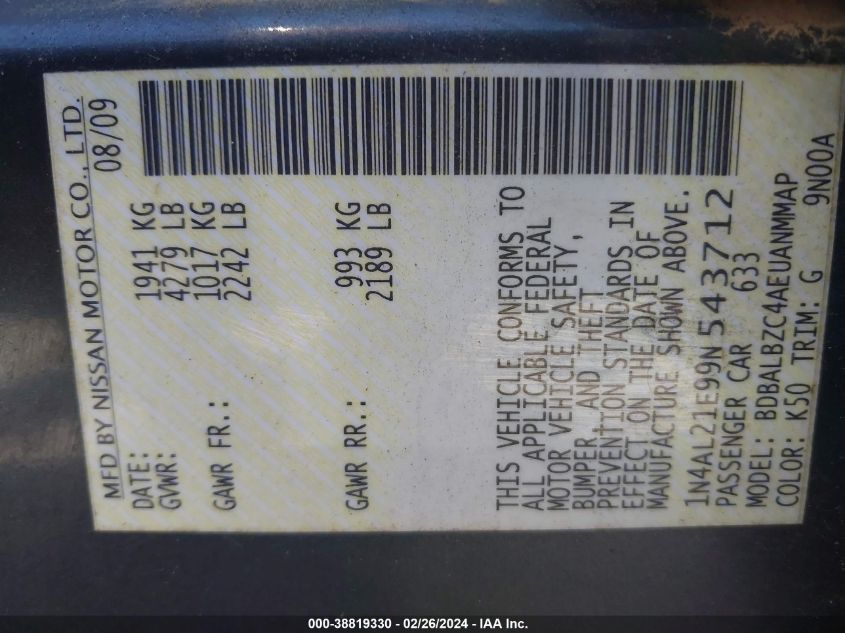 MFD BY NISSAN MOTOR CO., LTD.
DATE: 08/09
GVWR: 1941 KG
4279 LB
GAWR FR.: 1017 KG
2242 LB
GAWR RR.: 993 KG
2189 LB
THIS VEHICLE CONFORMS TO
ALL APPLICABLE FEDERAL
MOTOR VEHICLE SAFETY,
BUMPER AND THEFT
PREVENTION STANDARDS IN
EFFECT ON THE DATE OF
MANUFACTURE SHOWN ABOVE.
1N4AL21E99N543712
PASSENGER CAR 633
MODEL: BDBALBZC4AEUANMMAP
COLOR: K50 TRIM: G 9N00A
000-38819330 - 02/26/2024 - IAA Inc.